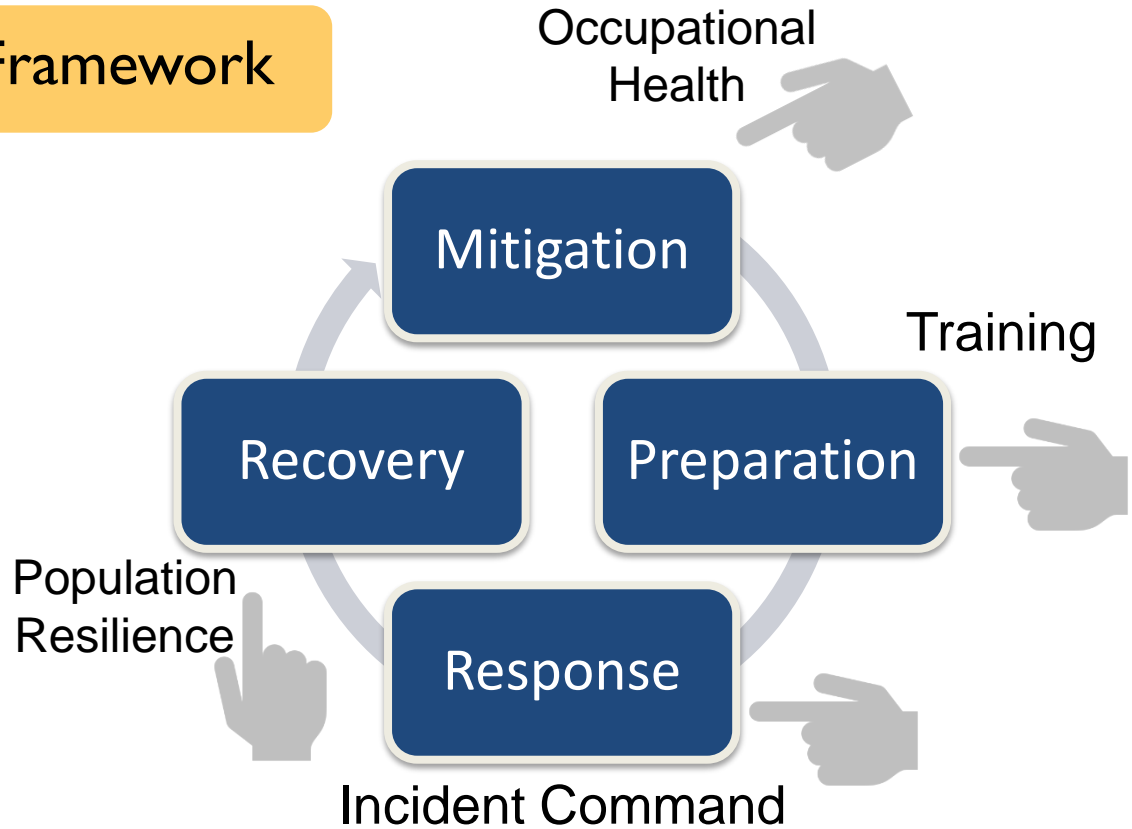 Framework
Occupational
Health
Mitigation
Training
Recovery
Preparation
Population
Resilience
Response
Incident Command